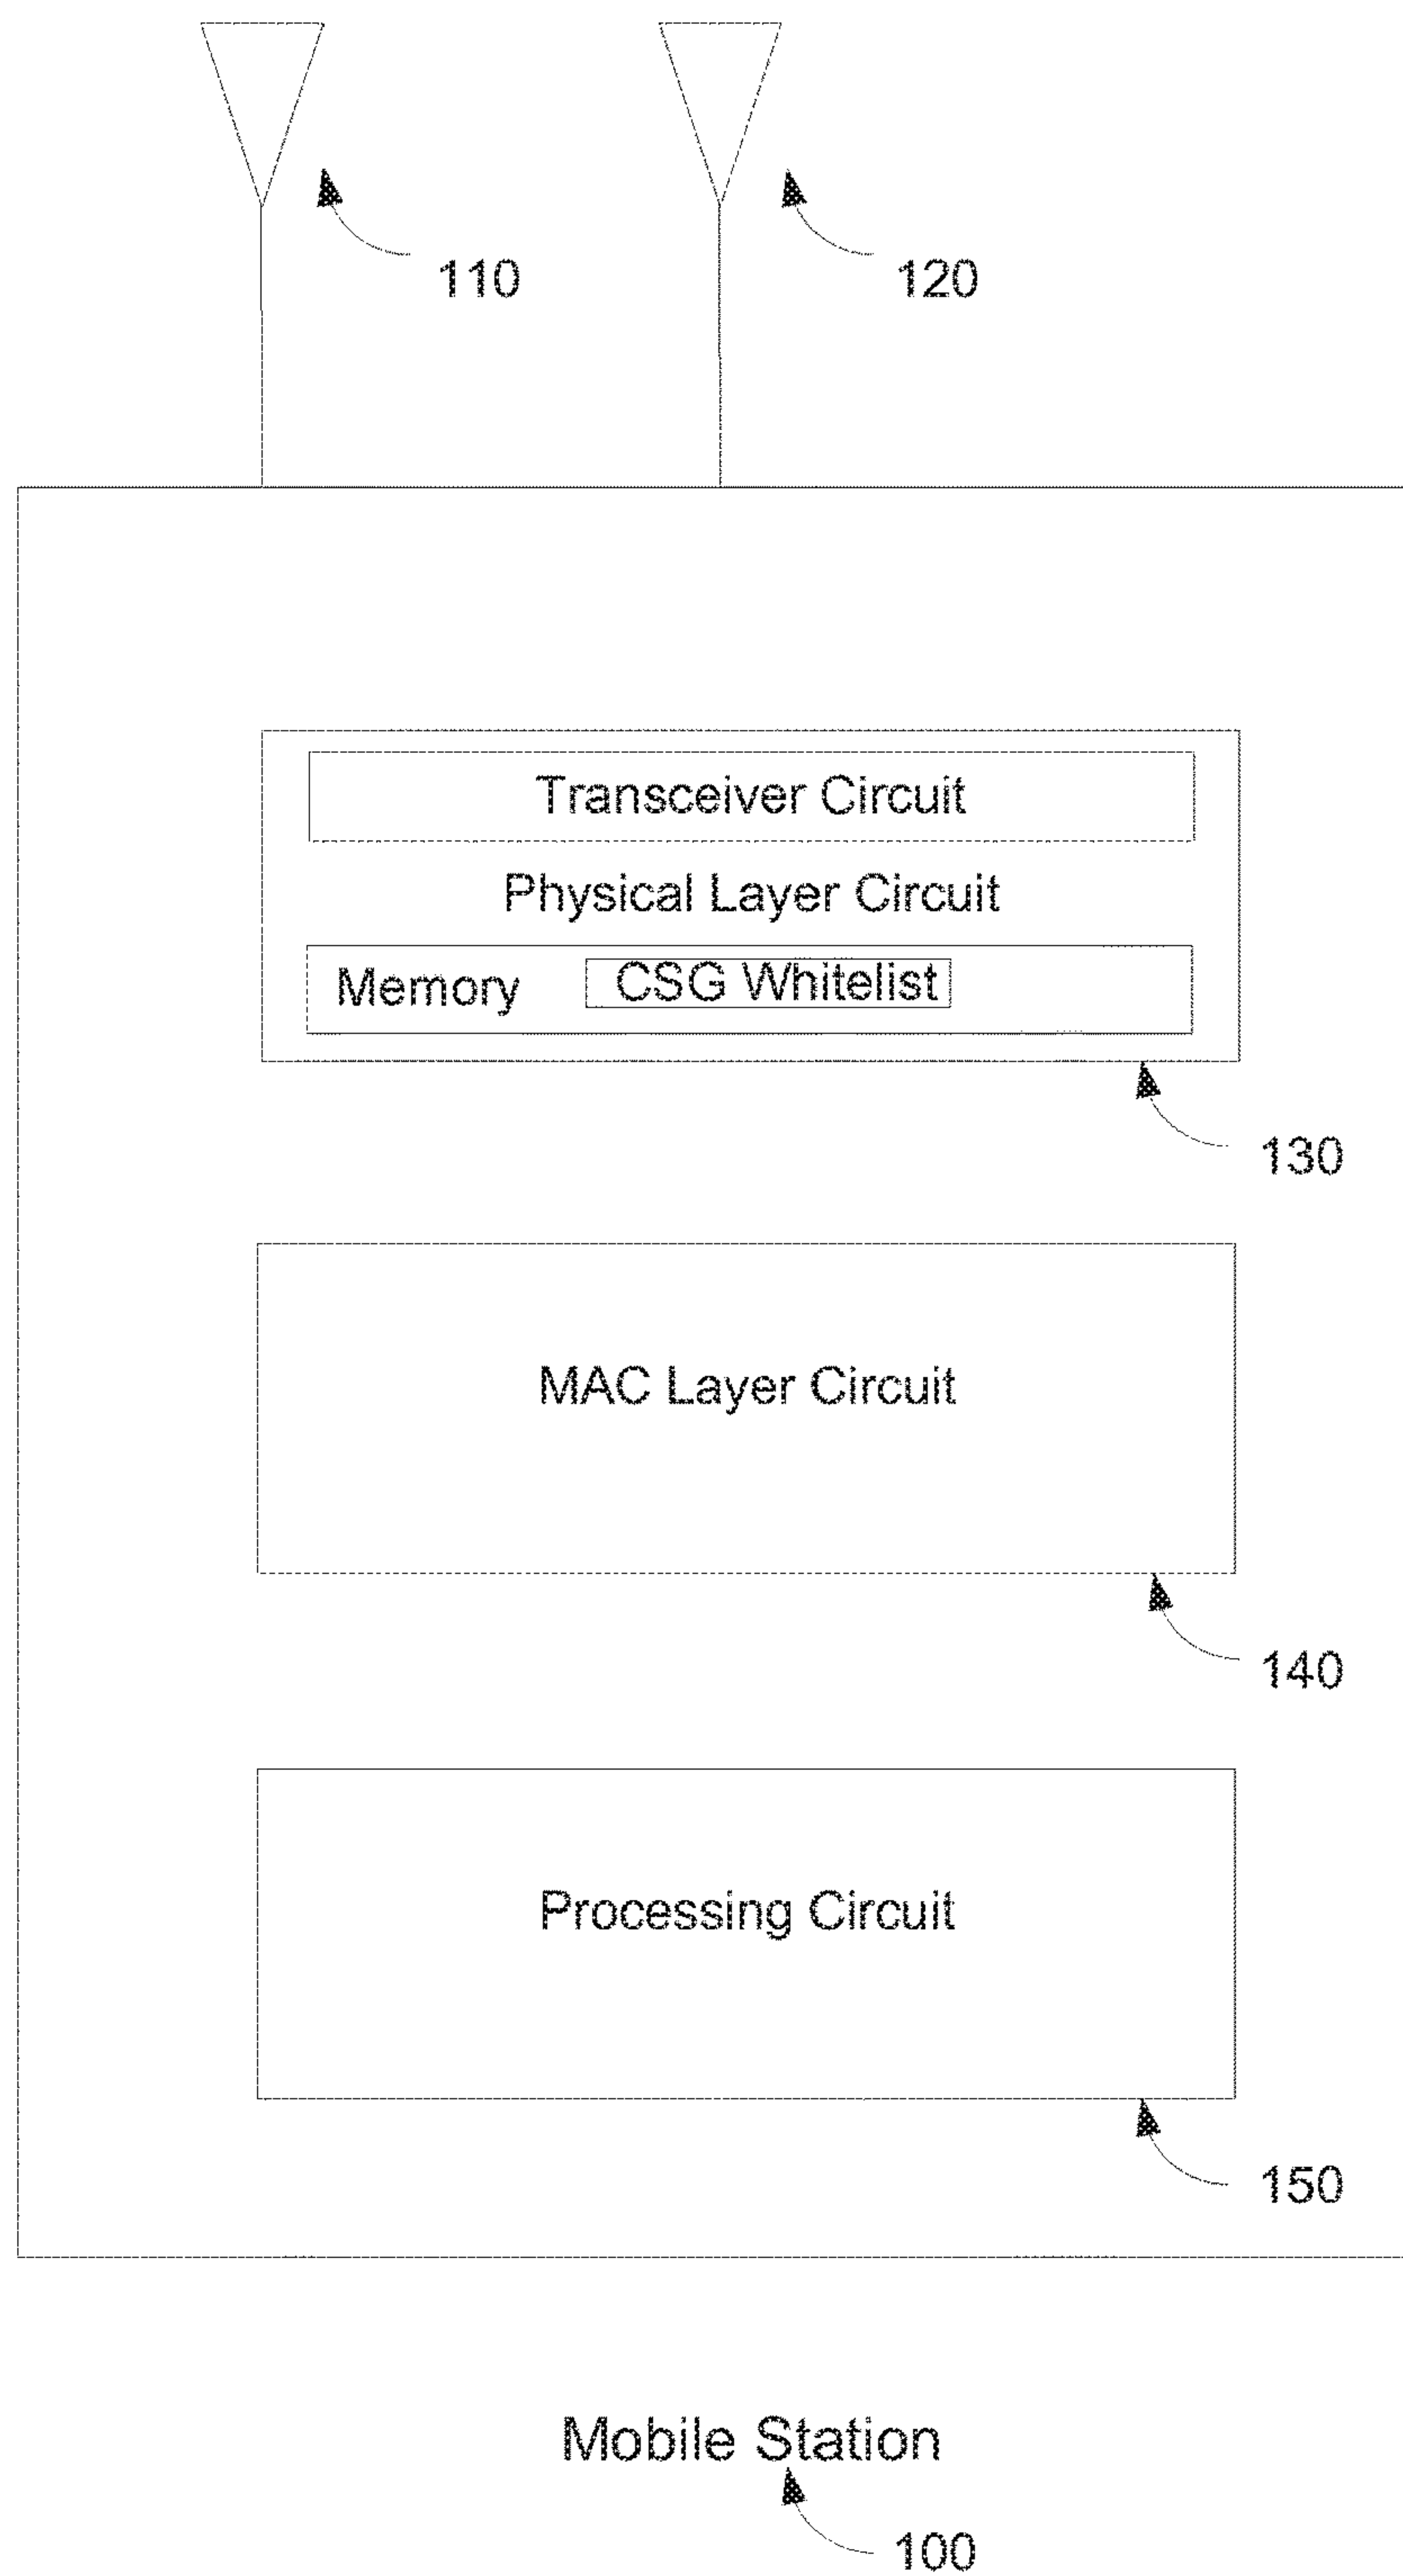 110
120
Transceiver Circuit
Physical Layer Circuit
Memory
CSG Whitelist
130
MAC Layer Circuit
140
Processing Circuit
150
Mobile Station
100